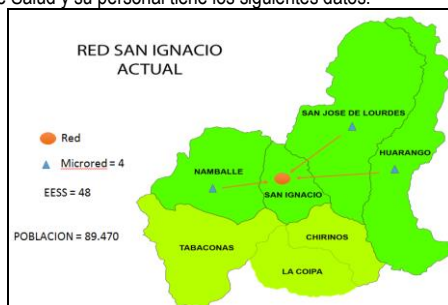 e Salud y su personal tiene los siguientes datos:
RED SAN IGNACIO
ACTUAL
Red
Microred = 4
EESS = 48
POBLACION = 89.470
SAN JOSE DE LOURDES
HUARANGO
NAMBALLE
SAN IGNACIO
TABACONAS
CHIRINOS
LA COIPA